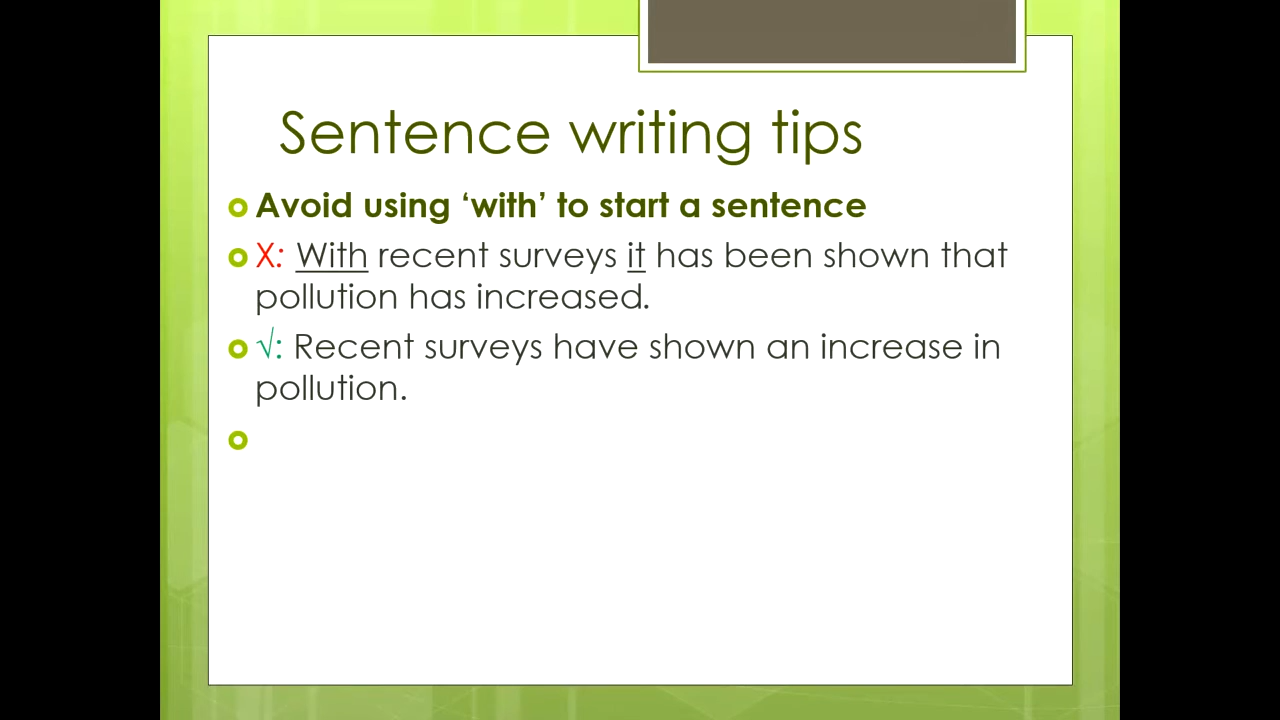 Sentence writing tips
Avoid using ‘with’ to start a sentence
X: With recent surveys it has been shown that
pollution has increased.
√: Recent surveys have shown an increase in
pollution.